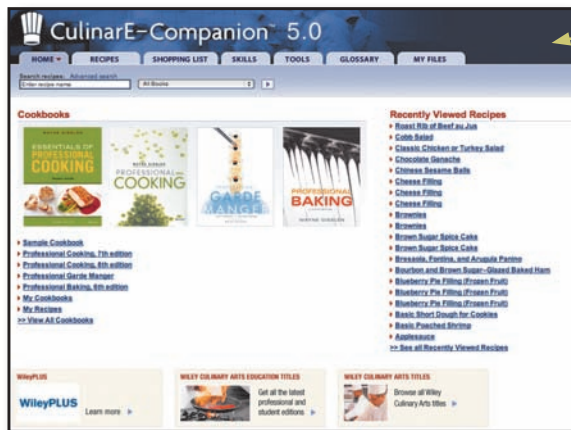 CulinarE-Companion™ 5.0
HOME RECIPES SHOPPING LIST SKILLS TOOLS GLOSSARY MY FILES
Search recipes: Advanced search
Enter recipe name All Books
Cookbooks
ESSENTIALS OF
PROFESSIONAL
COOKING
PROFESSIONAL
COOKING
GARDE
MANGER
PROFESSIONAL
BAKING
WAYNE GISSLEN
Sample Cookbook
Professional Cooking, 7th edition
Professional Cooking, 6th edition
Professional Garde Manger
Professional Baking, 6th edition
My Cookbooks
My Recipes
>> View All Cookbooks
Recently Viewed Recipes
Roast Rib of Beef au Jus
Cobb Salad
Classic Chicken or Turkey Salad
Chocolate Ganache
Chinese Sesame Balls
Cheese Filling
Cheese Filling
Cheese Filling
Brownies
Brownies
Brown Sugar Spice Cake
Brown Sugar Spice Cake
Bresaola, Fontina, and Arugula Panino
Bourbon and Brown Sugar–Glazed Baked Ham
Blueberry Pie Filling (Frozen Fruit)
Blueberry Pie Filling (Frozen Fruit)
Blueberry Pie Filling (Frozen Fruit)
Basic Short Dough for Cookies
Basic Poached Shrimp
Applesauce
>> See all Recently Viewed Recipes
WileyPLUS
WileyPLUS
Learn more
WILEY CULINARY ARTS EDUCATION TITLES
Get all the latest
professional and
student editions
WILEY CULINARY ARTS TITLES
Browse all Wiley
Culinary Arts titles